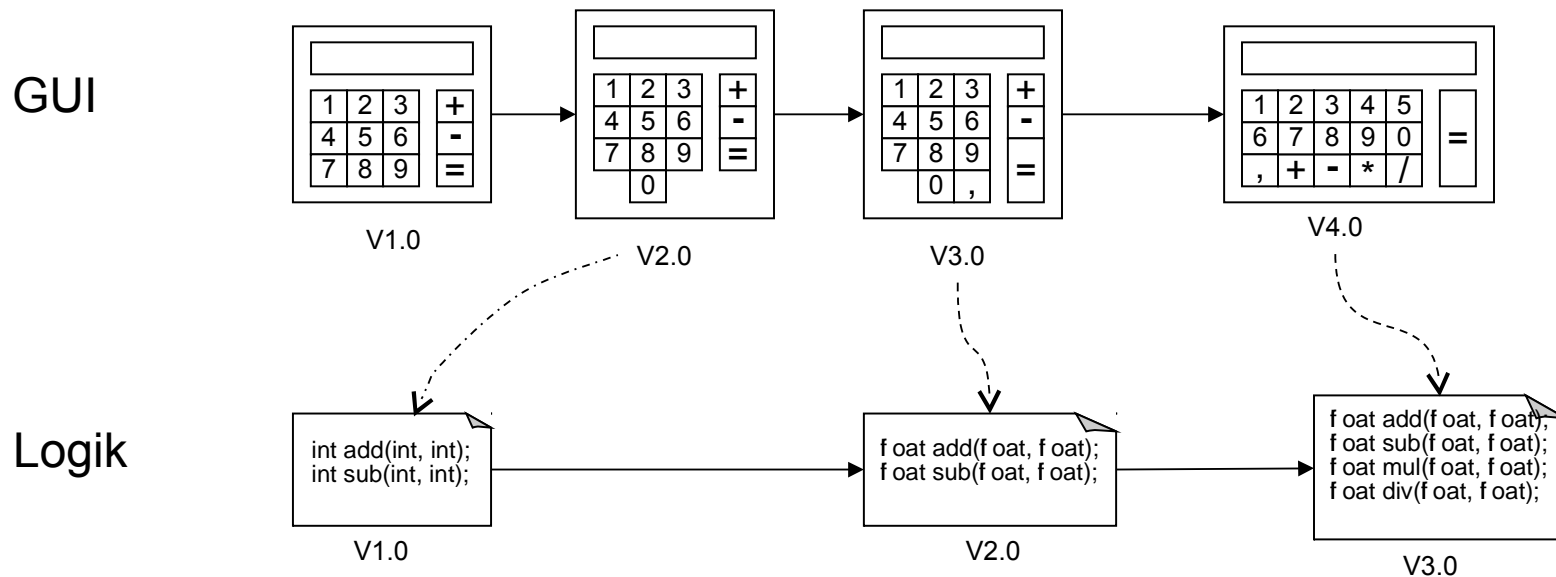 GUI
1 2 3 +
4 5 6 -
7 8 9 =
V1.0
1 2 3 +
4 5 6 -
7 8 9 =
0
V2.0
1 2 3 +
4 5 6 -
7 8 9 =
0 ,
V3.0
1 2 3 4 5 =
6 7 8 9 0
, + - * /
V4.0
Logik
int add(int, int);
int sub(int, int);
V1.0
f oat add(f oat, f oat);
f oat sub(f oat, f oat);
V2.0
f oat add(f oat, f oat);
f oat sub(f oat, f oat);
f oat mul(f oat, f oat);
f oat div(f oat, f oat);
V3.0